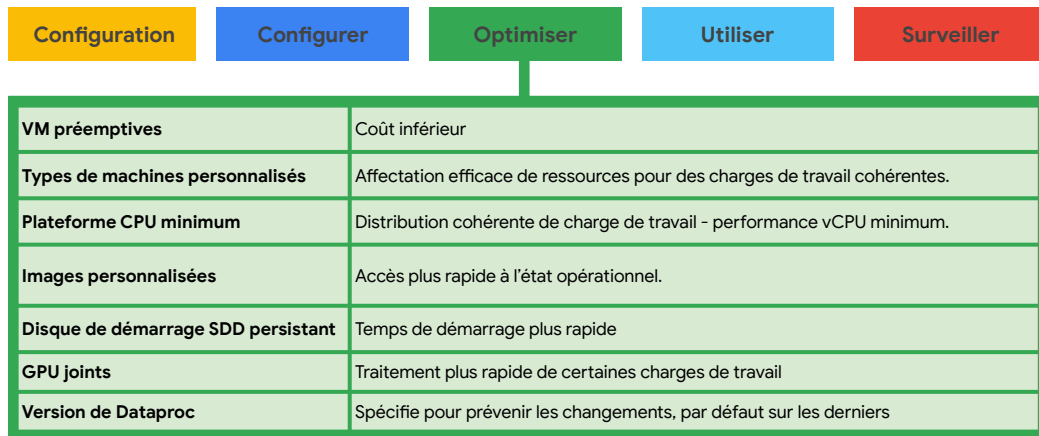 Configuration
Configurer
Optimiser
Utiliser
Surveiller
VM préemptives
Coût inférieur
Types de machines personnalisés
Affectation efficace de ressources pour des charges de travail cohérentes.
Plateforme CPU minimum
Distribution cohérente de charge de travail - performance vCPU minimum.
Images personnalisées
Accès plus rapide à l’état opérationnel.
Disque de démarrage SDD persistant
Temps de démarrage plus rapide
GPU joints
Traitement plus rapide de certaines charges de travail
Version de Dataproc
Spécifie pour prévenir les changements, par défaut sur les derniers